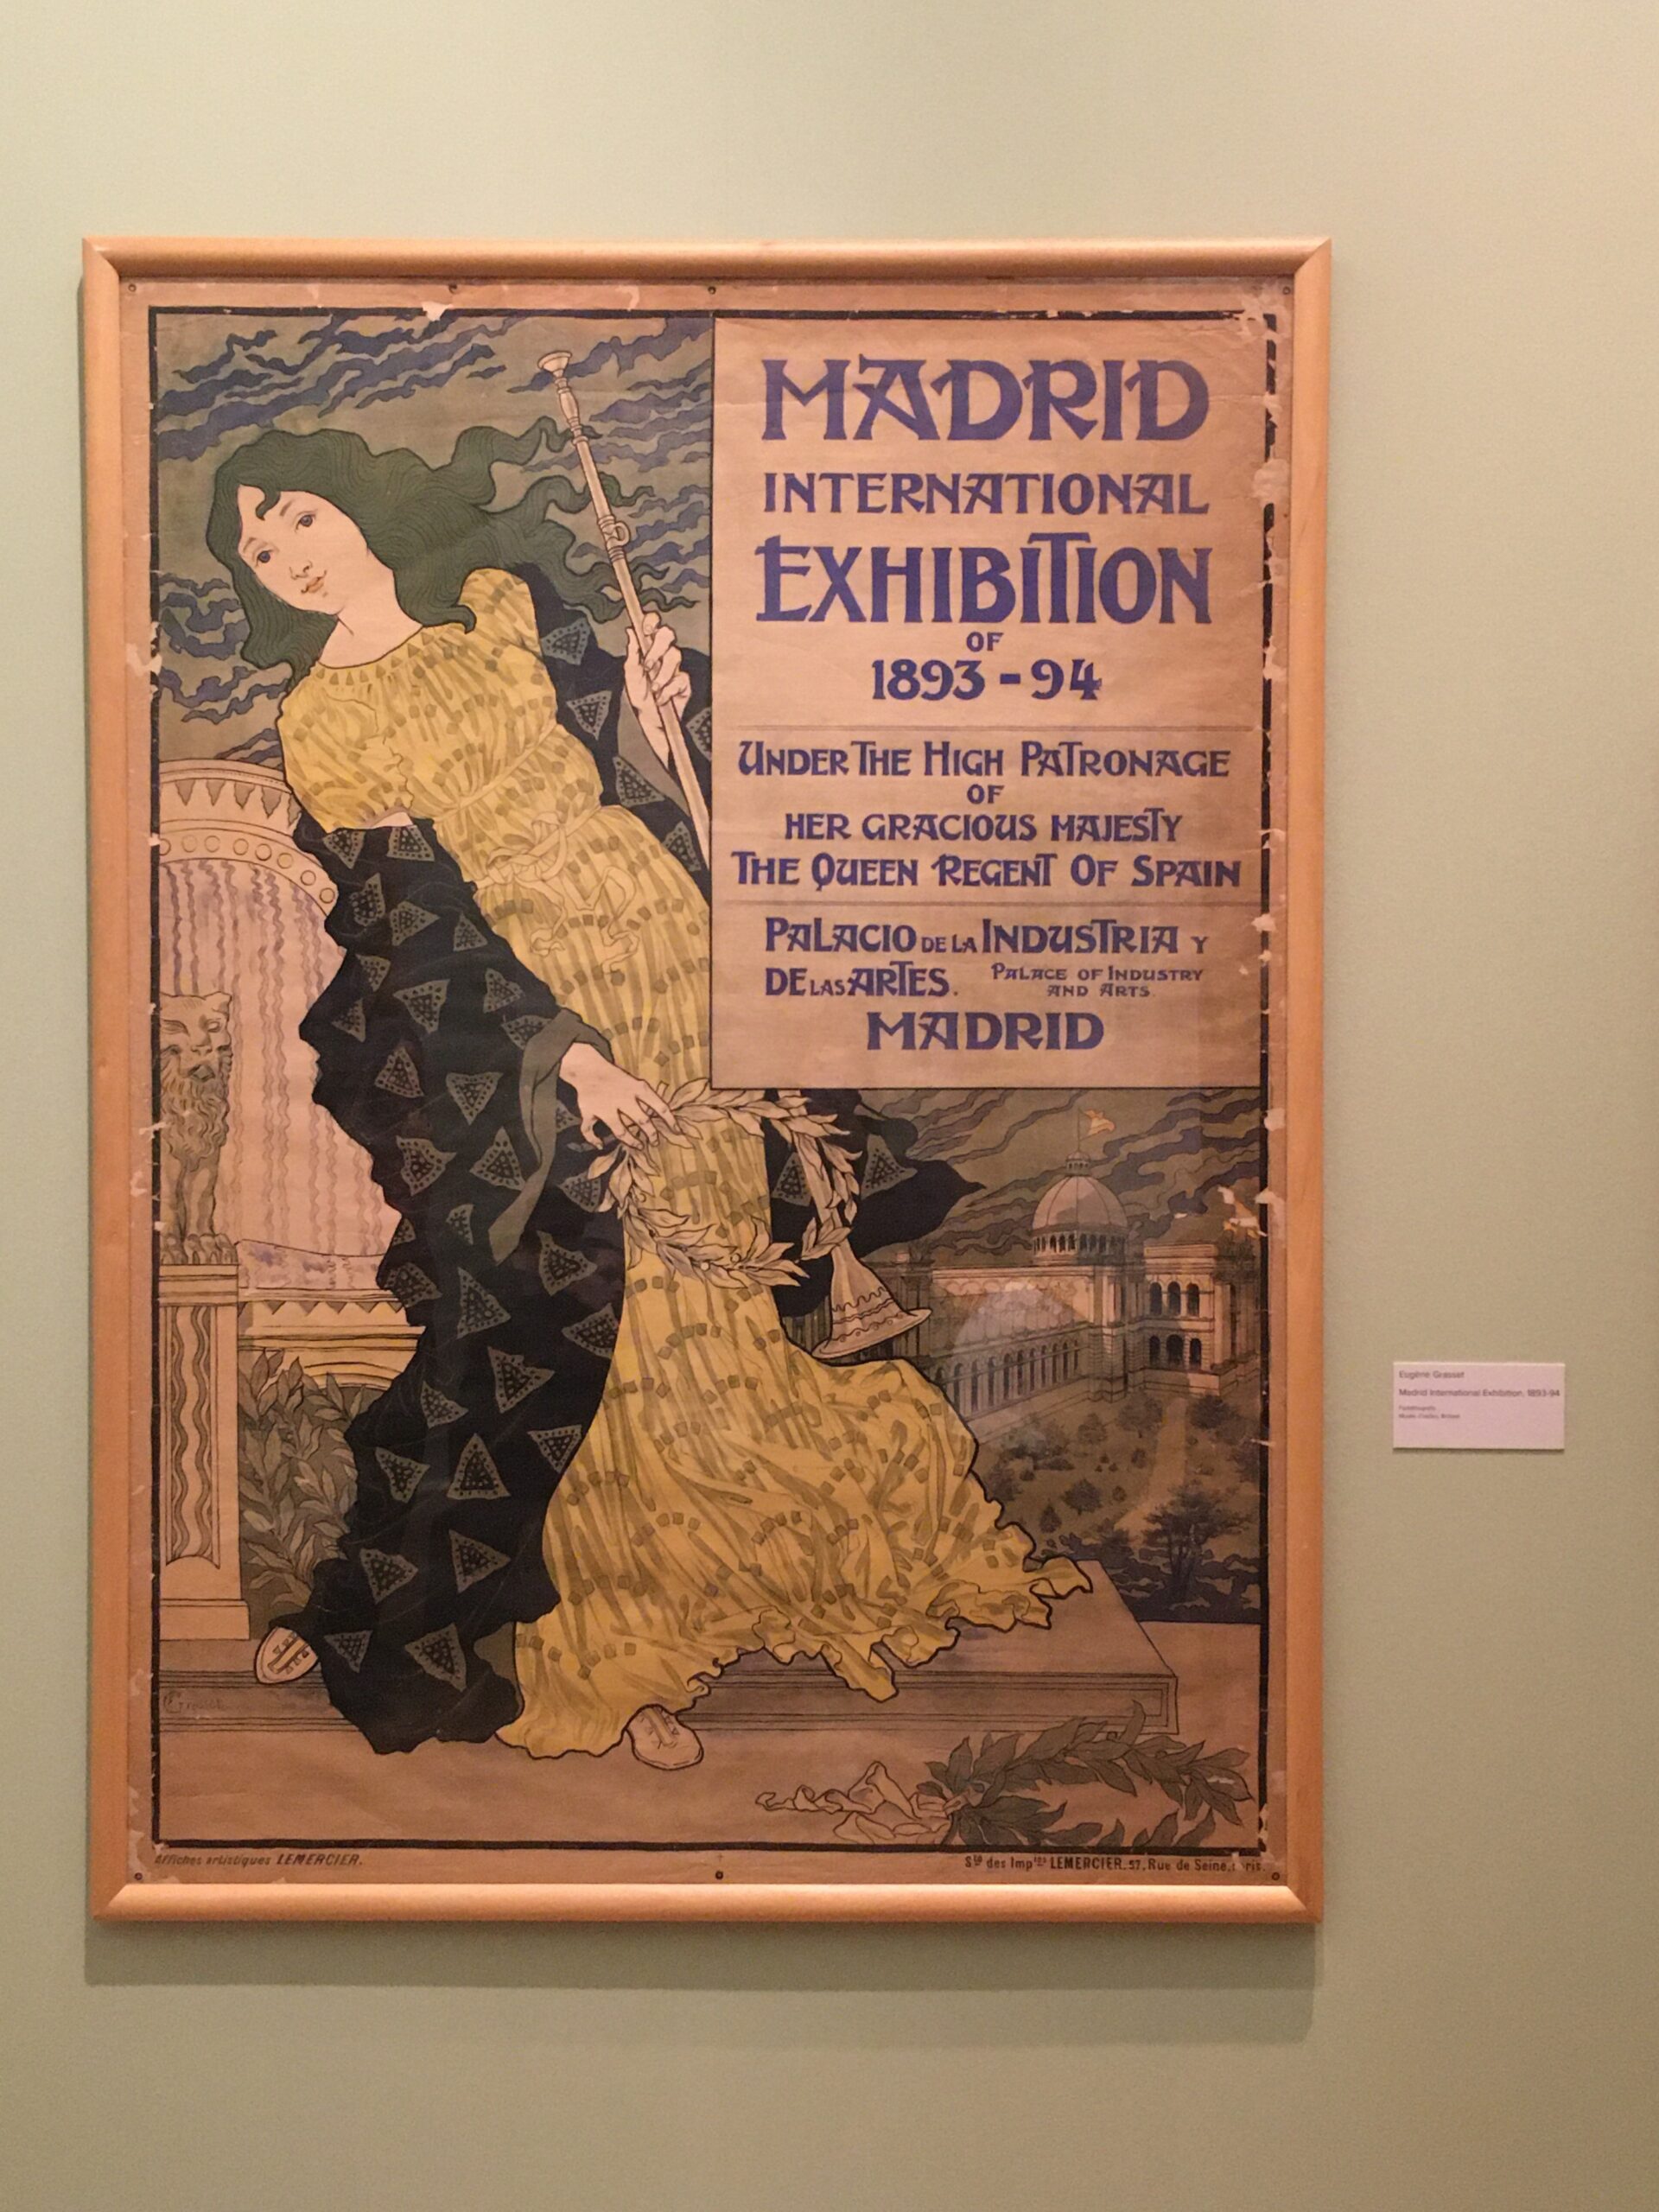 MADRID
INTERNATIONAL
EXHIBITION
OF
1893-94
UNDER THE HIGH PATRONAGE
OF
HER GRACIOUS MAJESTY
THE QUEEN REGENT OF SPAIN
PALACIO DE LA INDUSTRIA Y
DE LAS ARTES. PALACE OF INDUSTRY
AND ARTS
MADRID
E Grasset
Affiches artistiques LEMERCIER.
Sté des Impies LEMERCIER. 57, Rue de Seine,
Eugène Grasset
Madrid International Exhibition, 1893-94